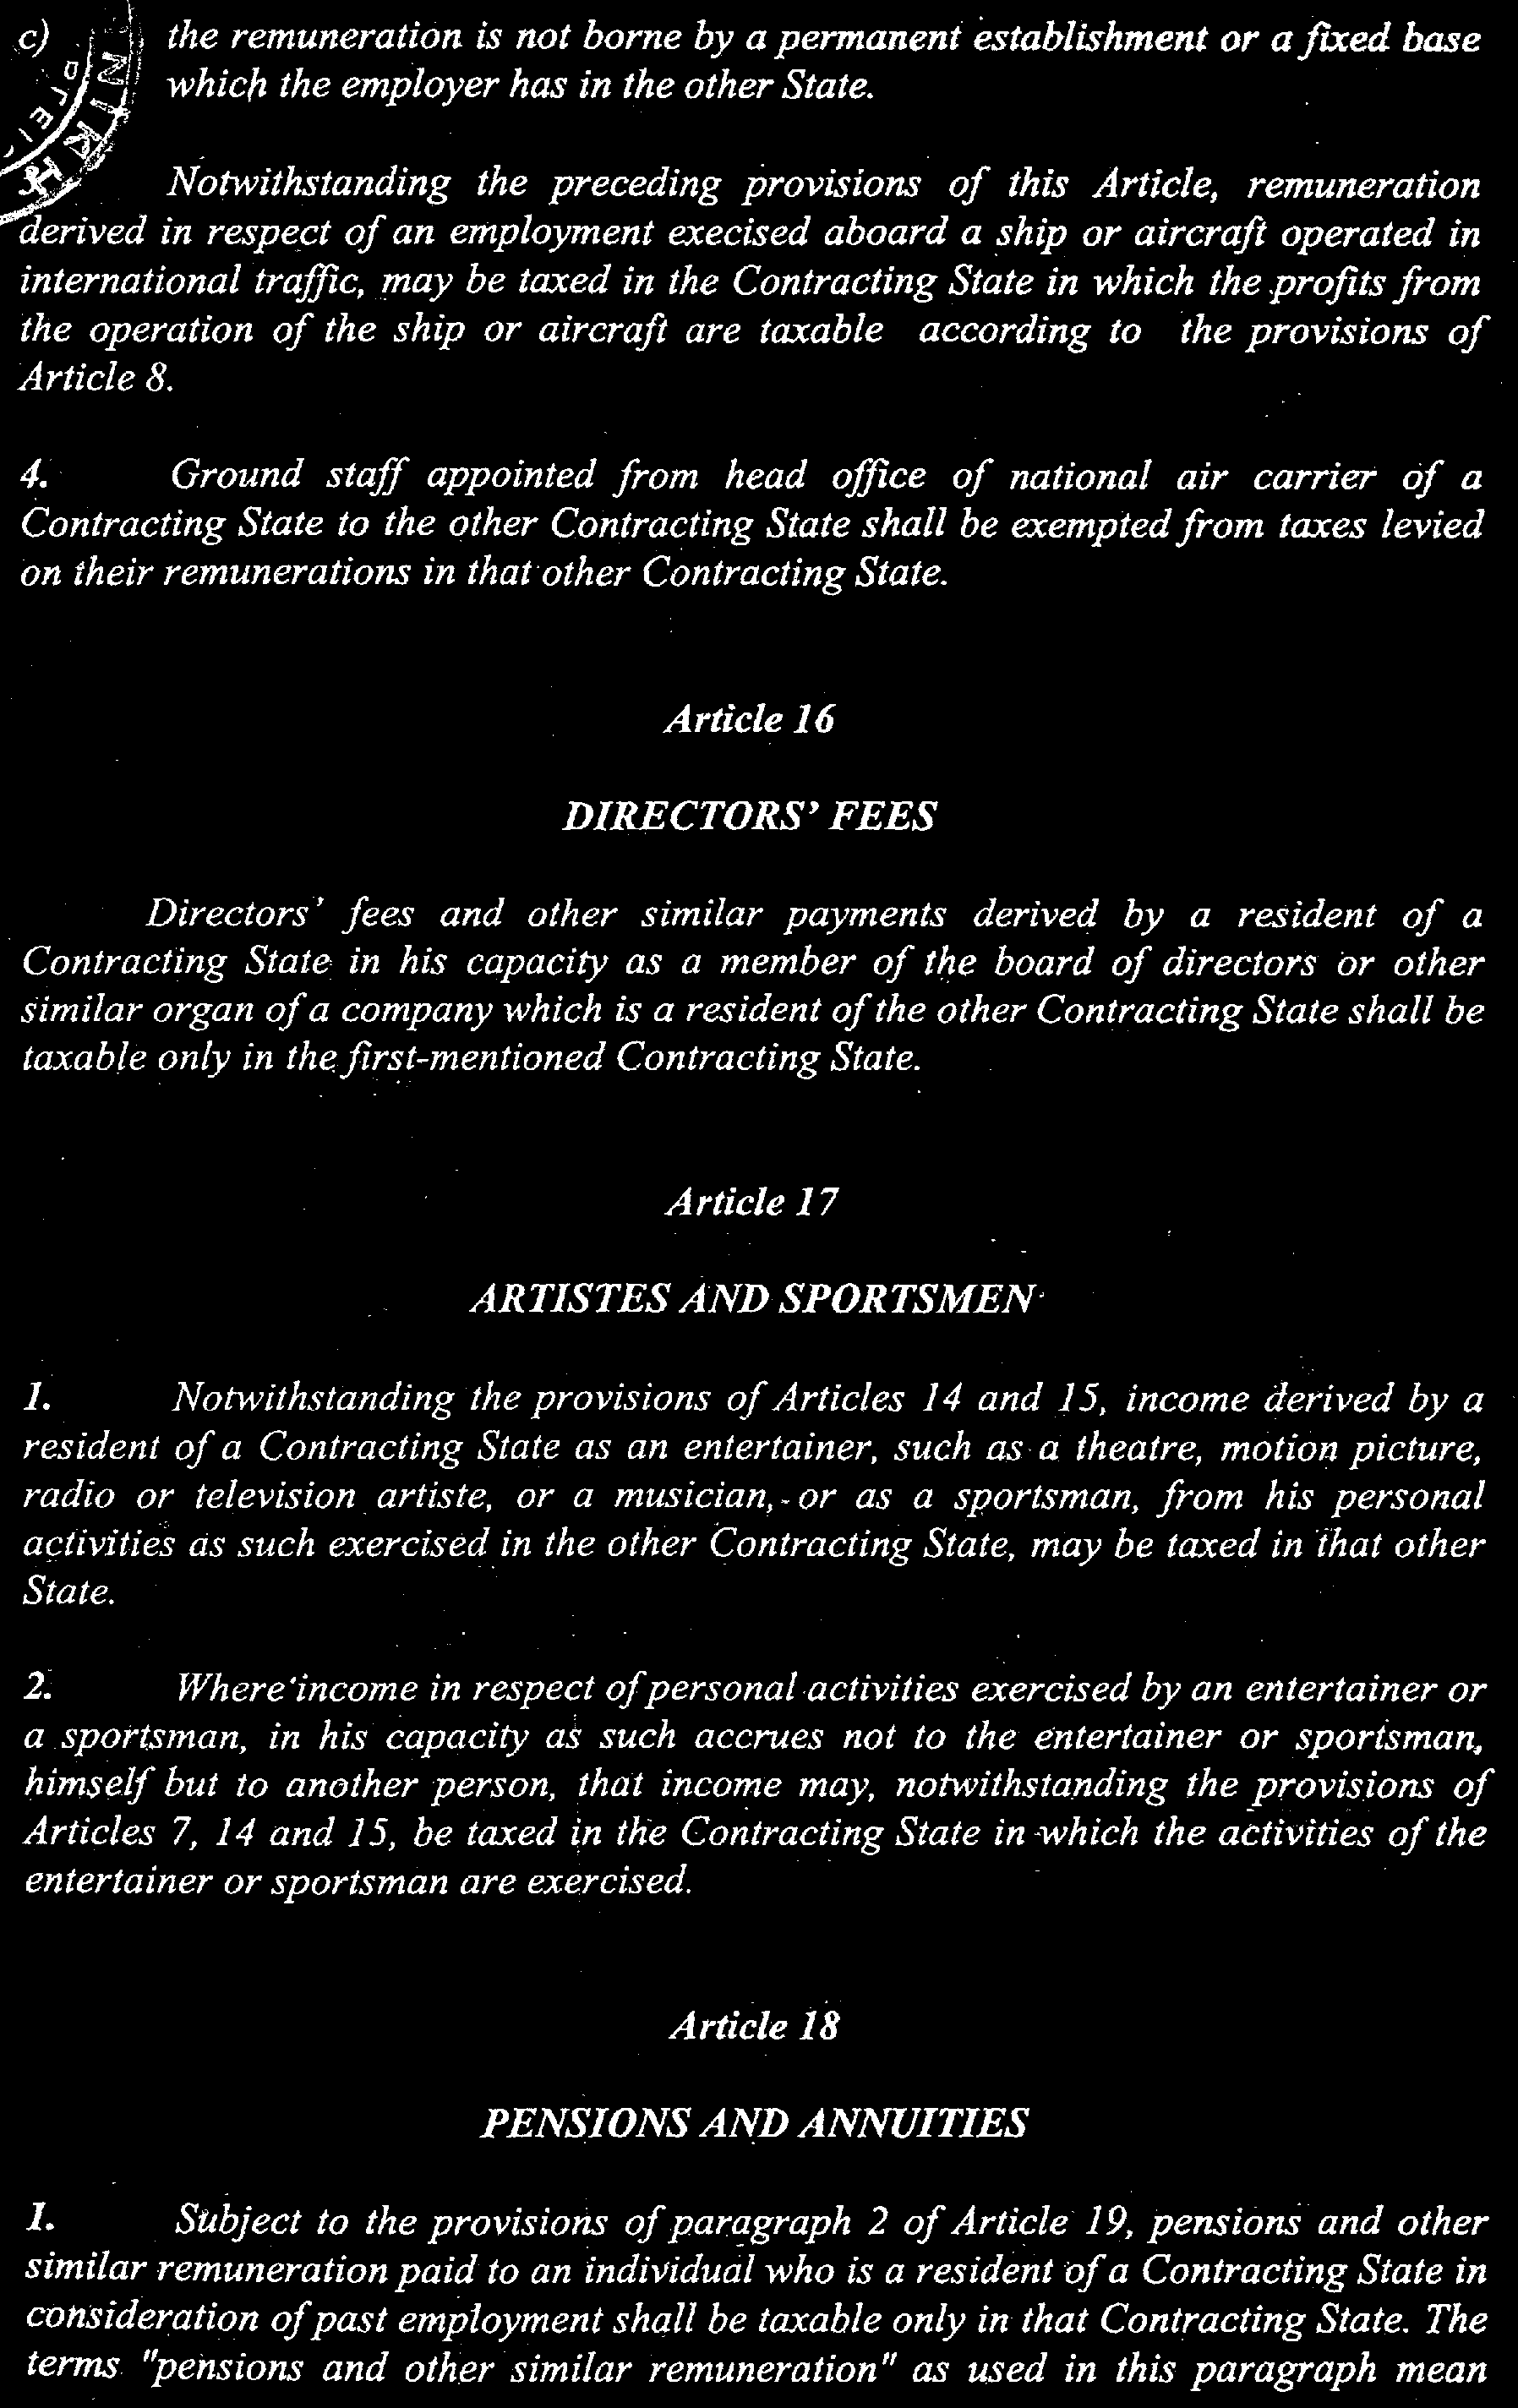 c) the remuneration is not borne by a permanent establishment or a fixed base
which the employer has in the other State.
Notwithstanding the preceding provisions of this Article, remuneration
derived in respect of an employment execised aboard a ship or aircraft operated in
international traffic, may be taxed in the Contracting State in which the profits from
the operation of the ship or aircraft are taxable according to the provisions of
Article 8.
4. Ground staff appointed from head office of national air carrier of a
Contracting State to the other Contracting State shall be exempted from taxes levied
on their remunerations in that other Contracting State.
Article 16
DIRECTORS' FEES
Directors' fees and other similar payments derived by a resident of a
Contracting State in his capacity as a member of the board of directors or other
similar organ of a company which is a resident of the other Contracting State shall be
taxable only in the first-mentioned Contracting State.
Article 17
ARTISTES AND SPORTSMEN
1. Notwithstanding the provisions of Articles 14 and 15, income derived by a
resident of a Contracting State as an entertainer, such as a theatre, motion picture,
radio or television artiste, or a musician, or as a sportsman, from his personal
activities as such exercised in the other Contracting State, may be taxed in that other
State.
2. Where income in respect of personal activities exercised by an entertainer or
a sportsman, in his capacity as such accrues not to the entertainer or sportsman,
himself but to another person, that income may, notwithstanding the provisions of
Articles 7, 14 and 15, be taxed in the Contracting State in which the activities of the
entertainer or sportsman are exercised.
Article 18
PENSIONS AND ANNUITIES
1. Subject to the provisions of paragraph 2 of Article 19, pensions and other
similar remuneration paid to an individual who is a resident of a Contracting State in
consideration of past employment shall be taxable only in that Contracting State. The
terms "pensions and other similar remuneration" as used in this paragraph mean